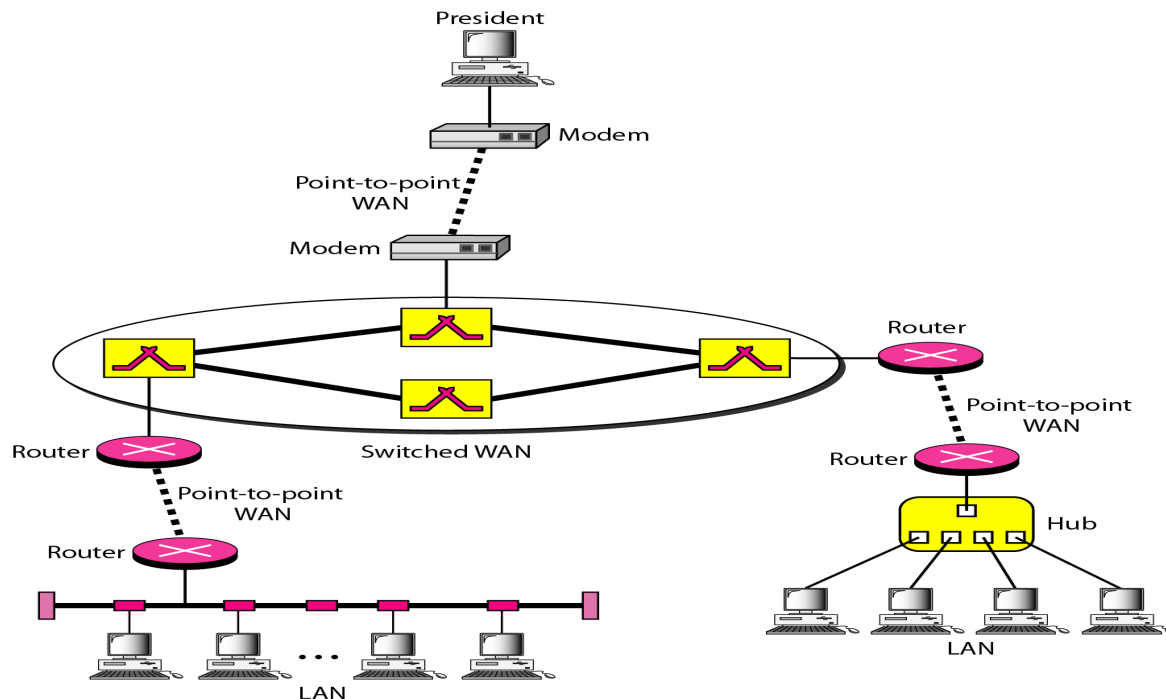 President
Modem
Point-to-point
WAN
Modem
Router
Point-to-point
WAN
Router
Switched WAN
Router
Point-to-point
WAN
Router
Hub
LAN
LAN